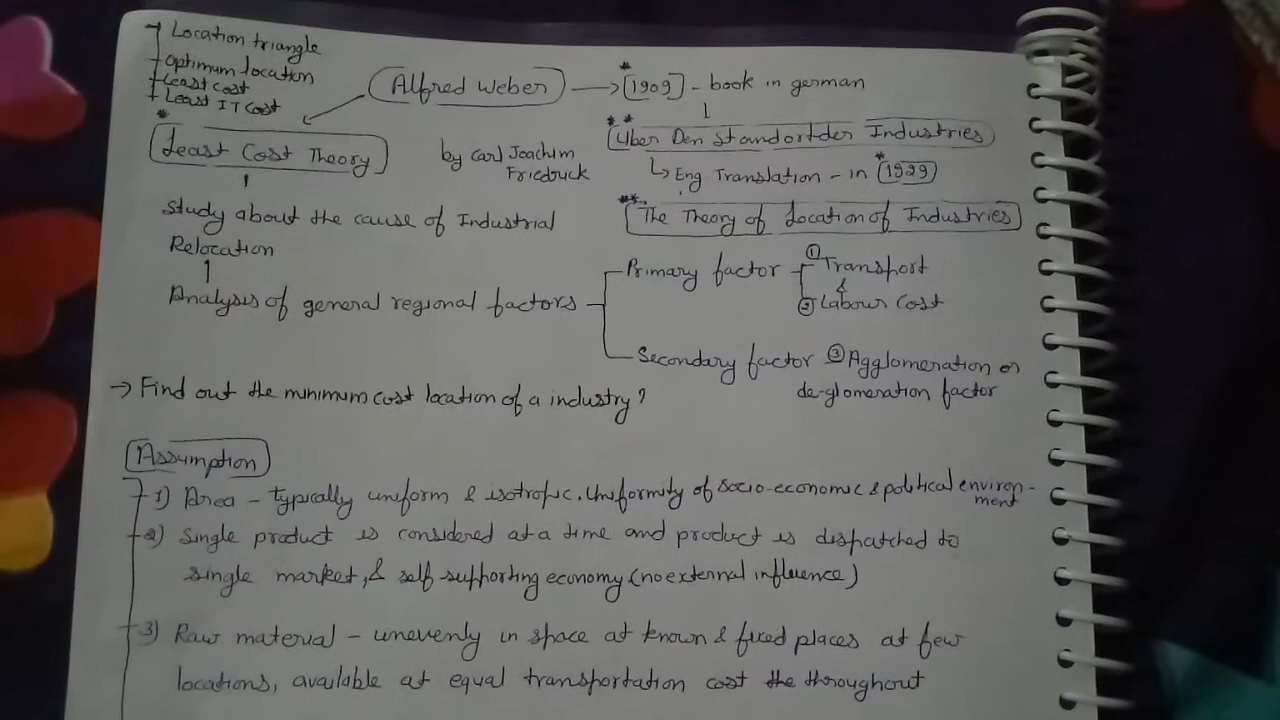 Location triangle
Optimum location
Least cost
Least IT cost
Alfred Weber → [1909] - book in german
* Least Cost Theory
by Carl Joachim
Friedruck
** Uber Den Standortder Industries
↳ Eng Translation - in * 1929
** The Theory of Location of Industries
Study about the cause of Industrial
Relocation
Analysis of general regional factors
Primary factor ① Transport
&
② Labour Cost
Secondary factor ③ Agglomeration or
de-glomeration factor
→ Find out the minimum cost location of a industry?
Assumption
1) Area - typically uniform & isotropic. Uniformity of socio-economic & political environ-
ment
2) Single product is considered at a time and product is dispatched to
single market, & self supporting economy (no external influence)
3) Raw material - unevenly in space at known & fixed places at few
locations, available at equal transportation cost the throughout